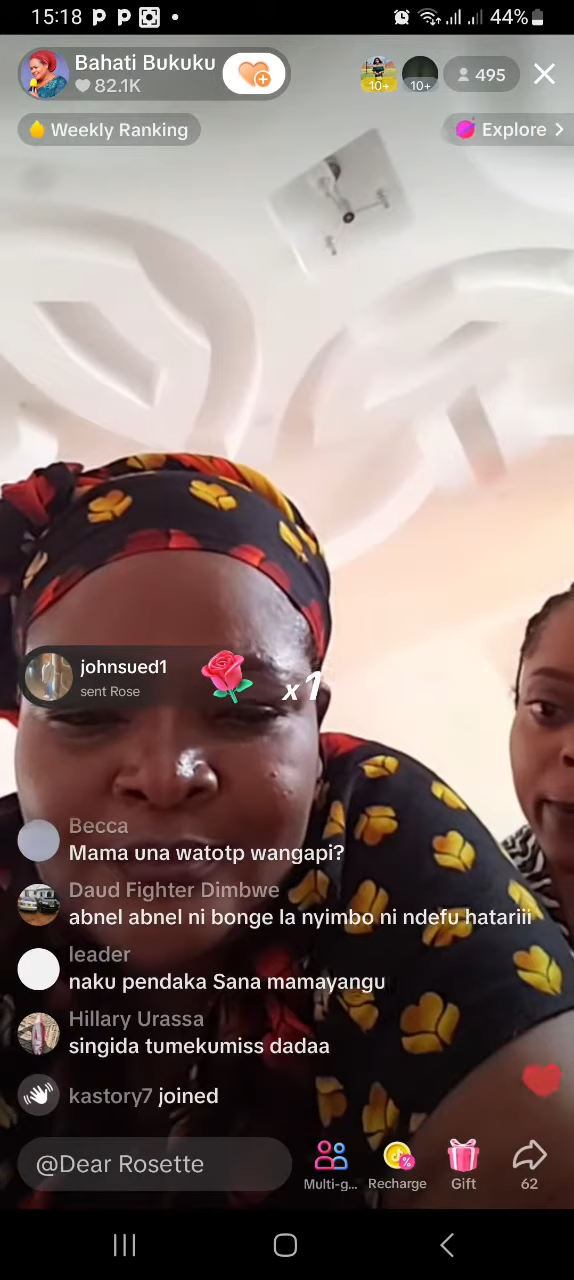 15:18
44%
Bahati Bukuku
82.1K
10+
10+
495
Weekly Ranking
Explore
johnsued1
sent Rose
x1
Becca
Mama una watotp wangapi?
Daud Fighter Dimbwe
abnel abnel ni bonge la nyimbo ni ndefu hatariii
leader
naku pendaka Sana mamayangu
Hillary Urassa
singida tumekumiss dadaa
kastory7 joined
@Dear Rosette
Multi-g...
Recharge
Gift
62